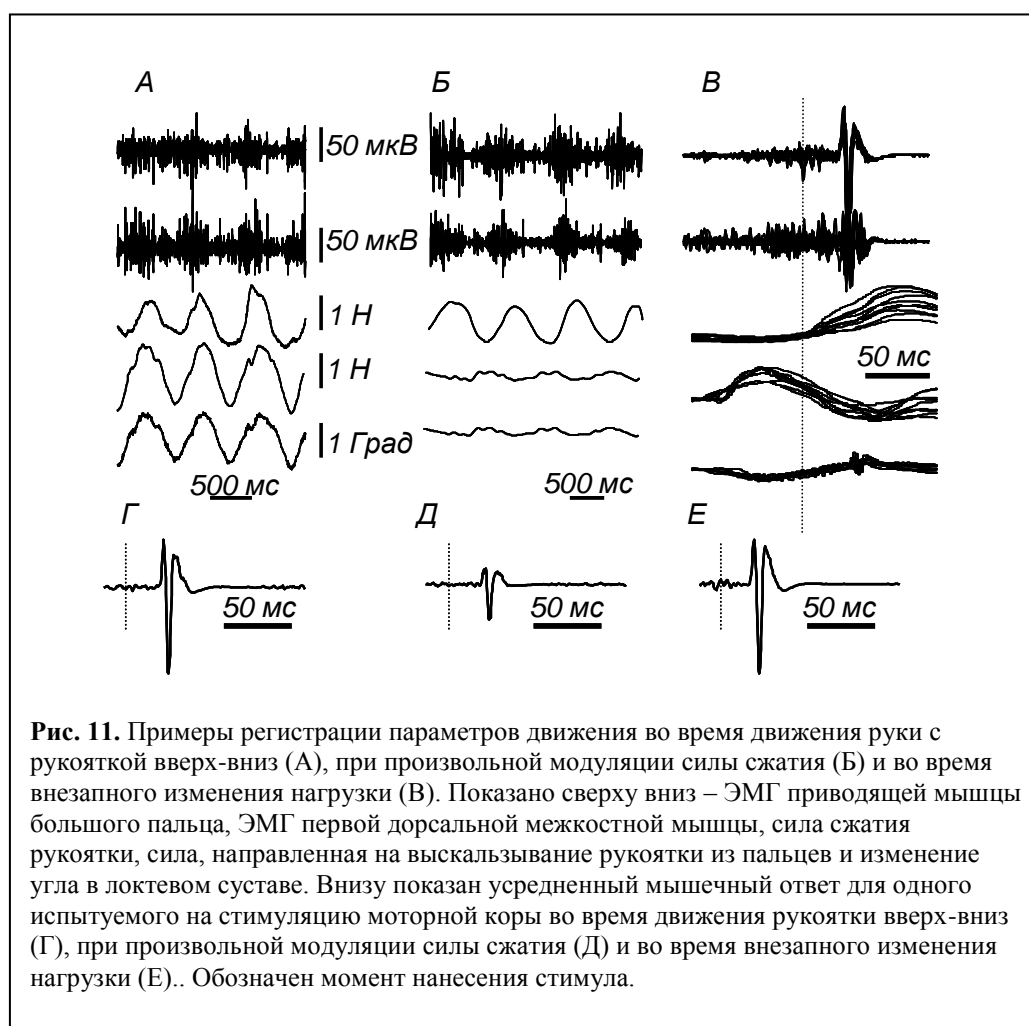 А Б В
50 мкВ
50 мкВ
1 Н
1 Н
50 мс
1 Град
500 мс 500 мс
Г Д Е
50 мс 50 мс 50 мс
Рис. 11. Примеры регистрации параметров движения во время движения руки с
рукояткой вверх-вниз (А), при произвольной модуляции силы сжатия (Б) и во время
внезапного изменения нагрузки (В). Показано сверху вниз – ЭМГ приводящей мышцы
большого пальца, ЭМГ первой дорсальной межкостной мышцы, сила сжатия
рукоятки, сила, направленная на выскальзывание рукоятки из пальцев и изменение
угла в локтевом суставе. Внизу показан усредненный мышечный ответ для одного
испытуемого на стимуляцию моторной коры во время движения рукоятки вверх-вниз
(Г), при произвольной модуляции силы сжатия (Д) и во время внезапного изменения
нагрузки (Е).. Обозначен момент нанесения стимула.